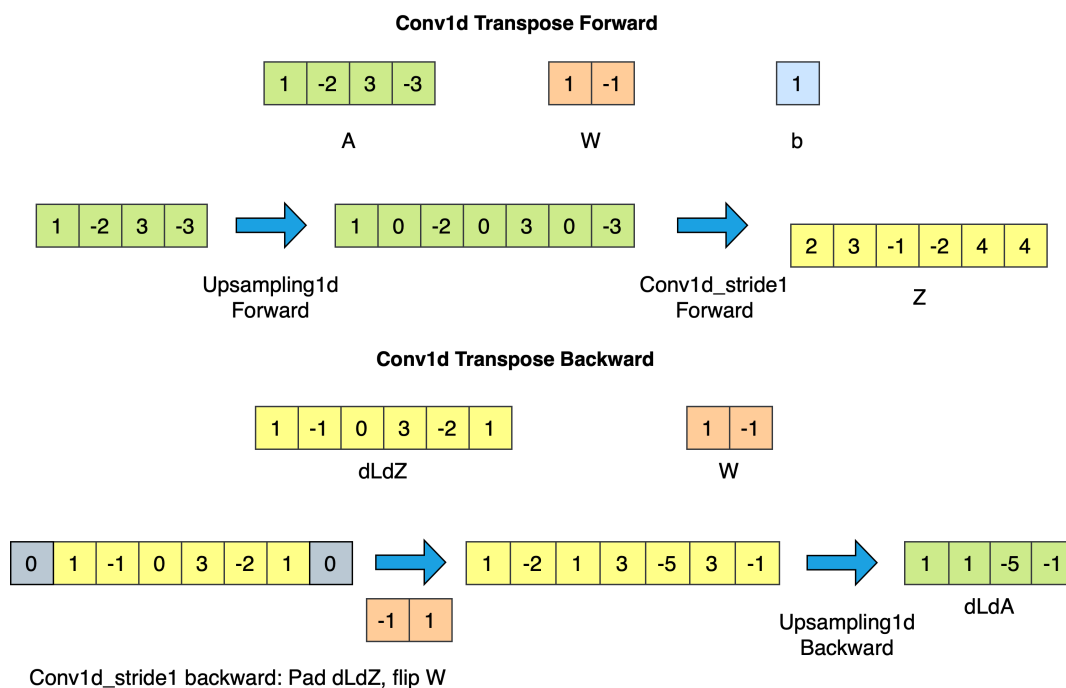 Conv1d Transpose Forward
1 -2 3 -3
1 -1
1
A
W
b
1 -2 3 -3
1 0 -2 0 3 0 -3
2 3 -1 -2 4 4
Upsampling1d
Forward
Conv1d_stride1
Forward
Z
Conv1d Transpose Backward
1 -1 0 3 -2 1
1 -1
dLdZ
W
0 1 -1 0 3 -2 1 0
1 -2 1 3 -5 3 -1
1 1 -5 -1
-1 1
dLdA
Upsampling1d
Backward
Conv1d_stride1 backward: Pad dLdZ, flip W